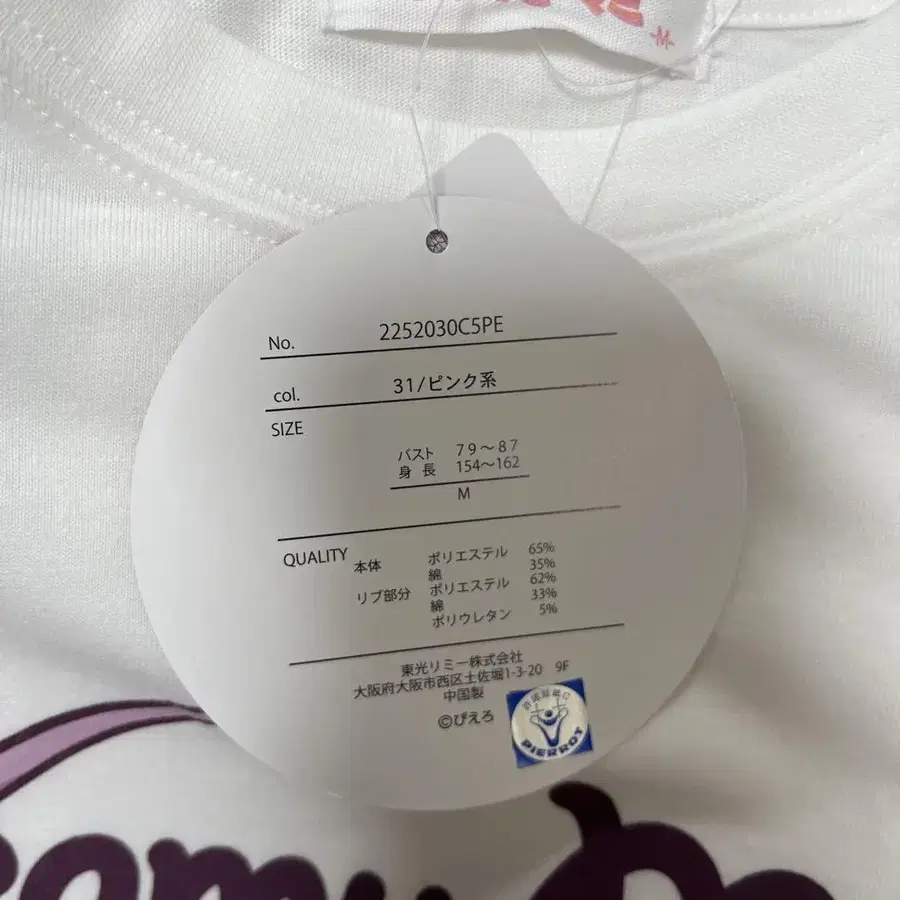 M
No. 2252030C5PE
col. 31/ピンク系
SIZE
バスト 79～87
身長 154～162
M
QUALITY 本体 ポリエステル 65%
綿 35%
リブ部分 ポリエステル 62%
綿 33%
ポリウレタン 5%
東光リミー株式会社
大阪府大阪市西区土佐堀1-3-20 9F
中国製
©ぴえろ
PIERROT